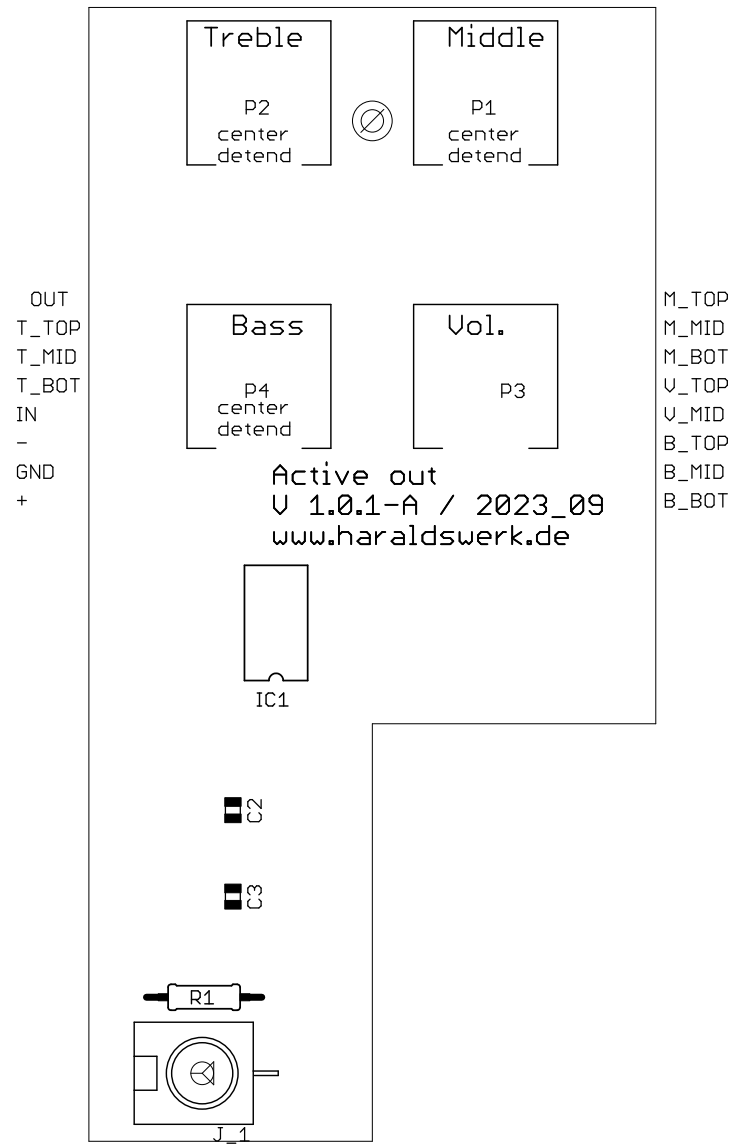 Treble
P2
center
detend
Middle
P1
center
detend
OUT
T_TOP
T_MID
T_BOT
IN
-
GND
+
Bass
P4
center
detend
Vol.
P3
M_TOP
M_MID
M_BOT
V_TOP
V_MID
B_TOP
B_MID
B_BOT
Active out
V 1.0.1-A / 2023_09
www.haraldswerk.de
IC1
C2
C3
R1
J_1